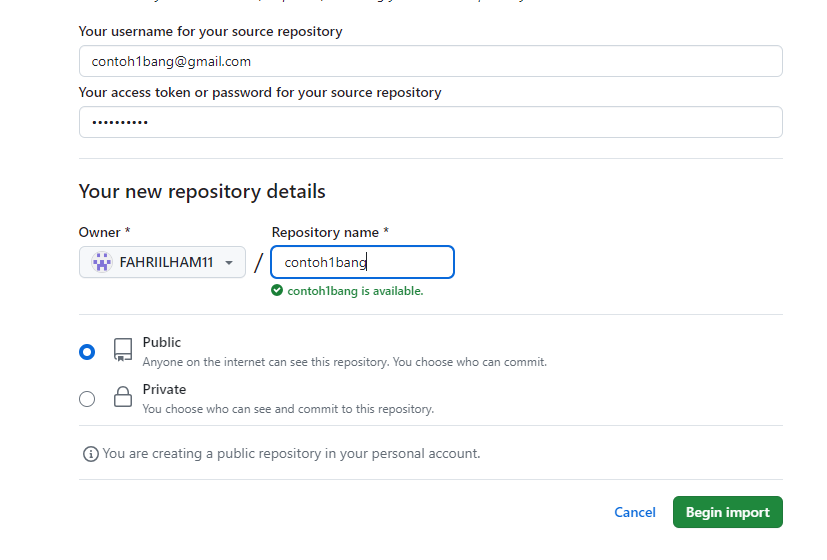 Your username for your source repository
contoh1bang@gmail.com
Your access token or password for your source repository
••••••••••
Your new repository details
Owner *
Repository name *
FAHRIILHAM11
/
contoh1bang
contoh1bang is available.
Public
Anyone on the internet can see this repository. You choose who can commit.
Private
You choose who can see and commit to this repository.
You are creating a public repository in your personal account.
Cancel
Begin import